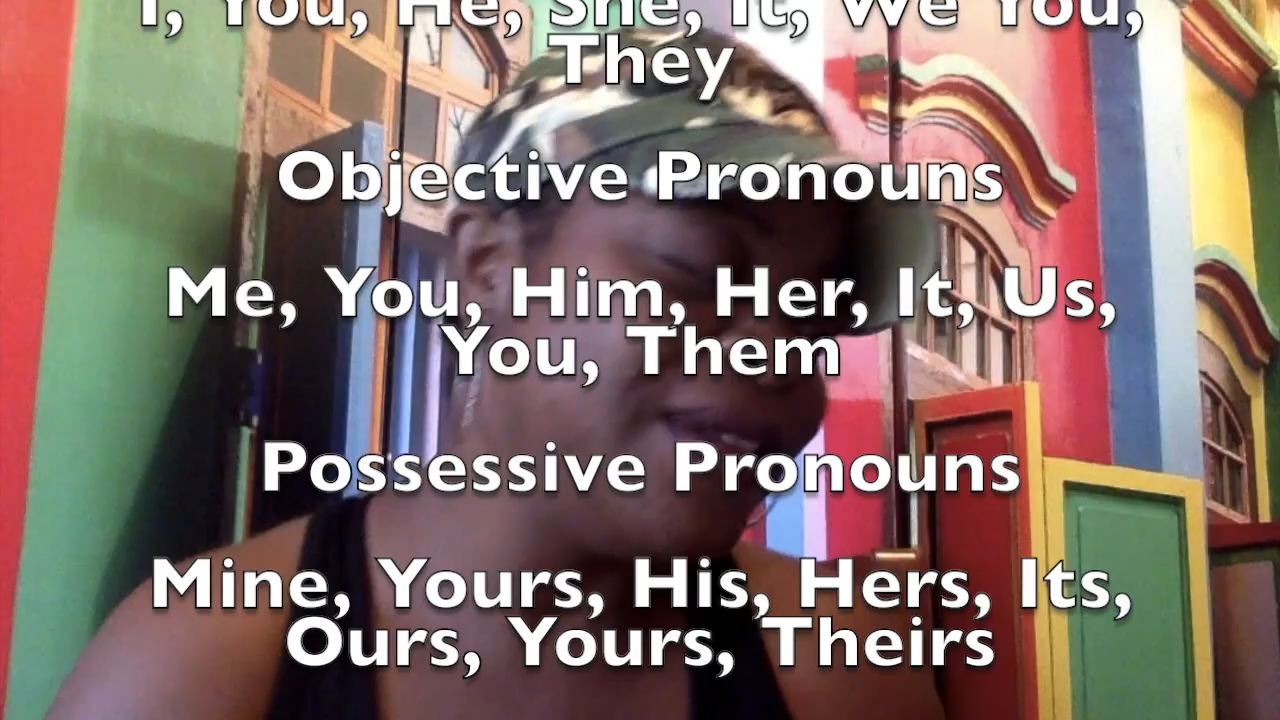 I, You, He, She, It, We You,
They
Objective Pronouns
Me, You, Him, Her, It, Us,
You, Them
Possessive Pronouns
Mine, Yours, His, Hers, Its,
Ours, Yours, Theirs